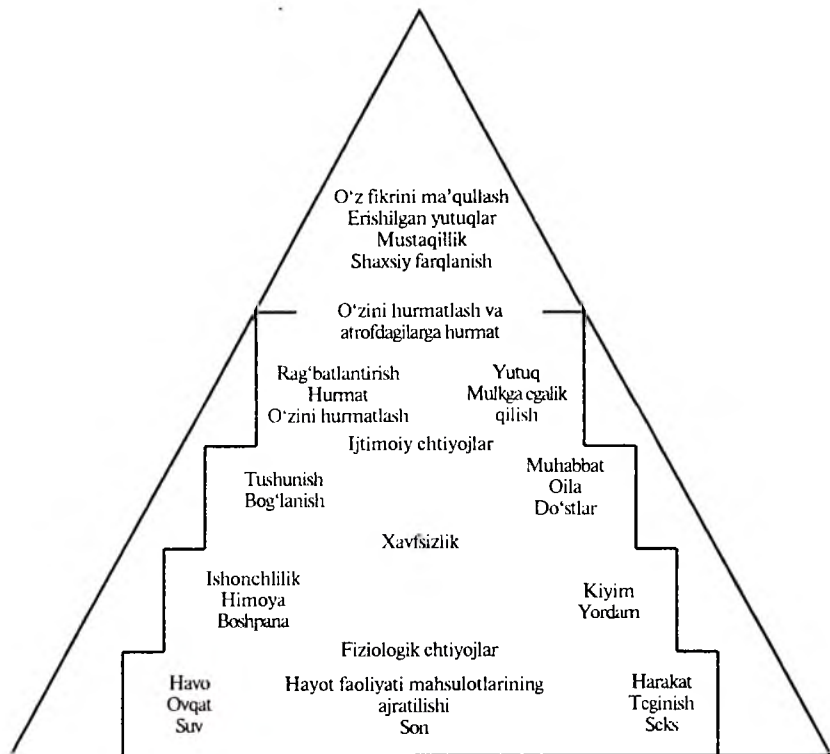 O‘z fikrini ma’qullash
Erishilgan yutuqlar
Mustaqillik
Shaxsiy farqlanish
O‘zini hurmatlash va
atrofdagilarga hurmat
Rag‘batlantirish
Hurmat
O‘zini hurmatlash
Yutuq
Mulkga egalik
qilish
Ijtimoiy ehtiyojlar
Tushunish
Bog‘lanish
Muhabbat
Oila
Do‘stlar
Xavfsizlik
Ishonchlilik
Himoya
Boshpana
Kiyim
Yordam
Fiziologik ehtiyojlar
Havo
Ovqat
Suv
Hayot faoliyati mahsulotlarining
ajratilishi
Son
Harakat
Teginish
Seks